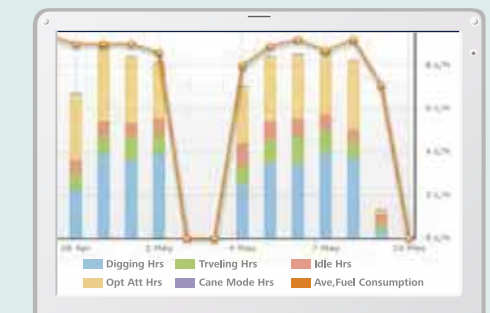 28 Apr 2 May 4 May 7 May 10 May
Digging Hrs Trveling Hrs Idle Hrs
Opt Att Hrs Cane Mode Hrs Ave,Fuel Consumption